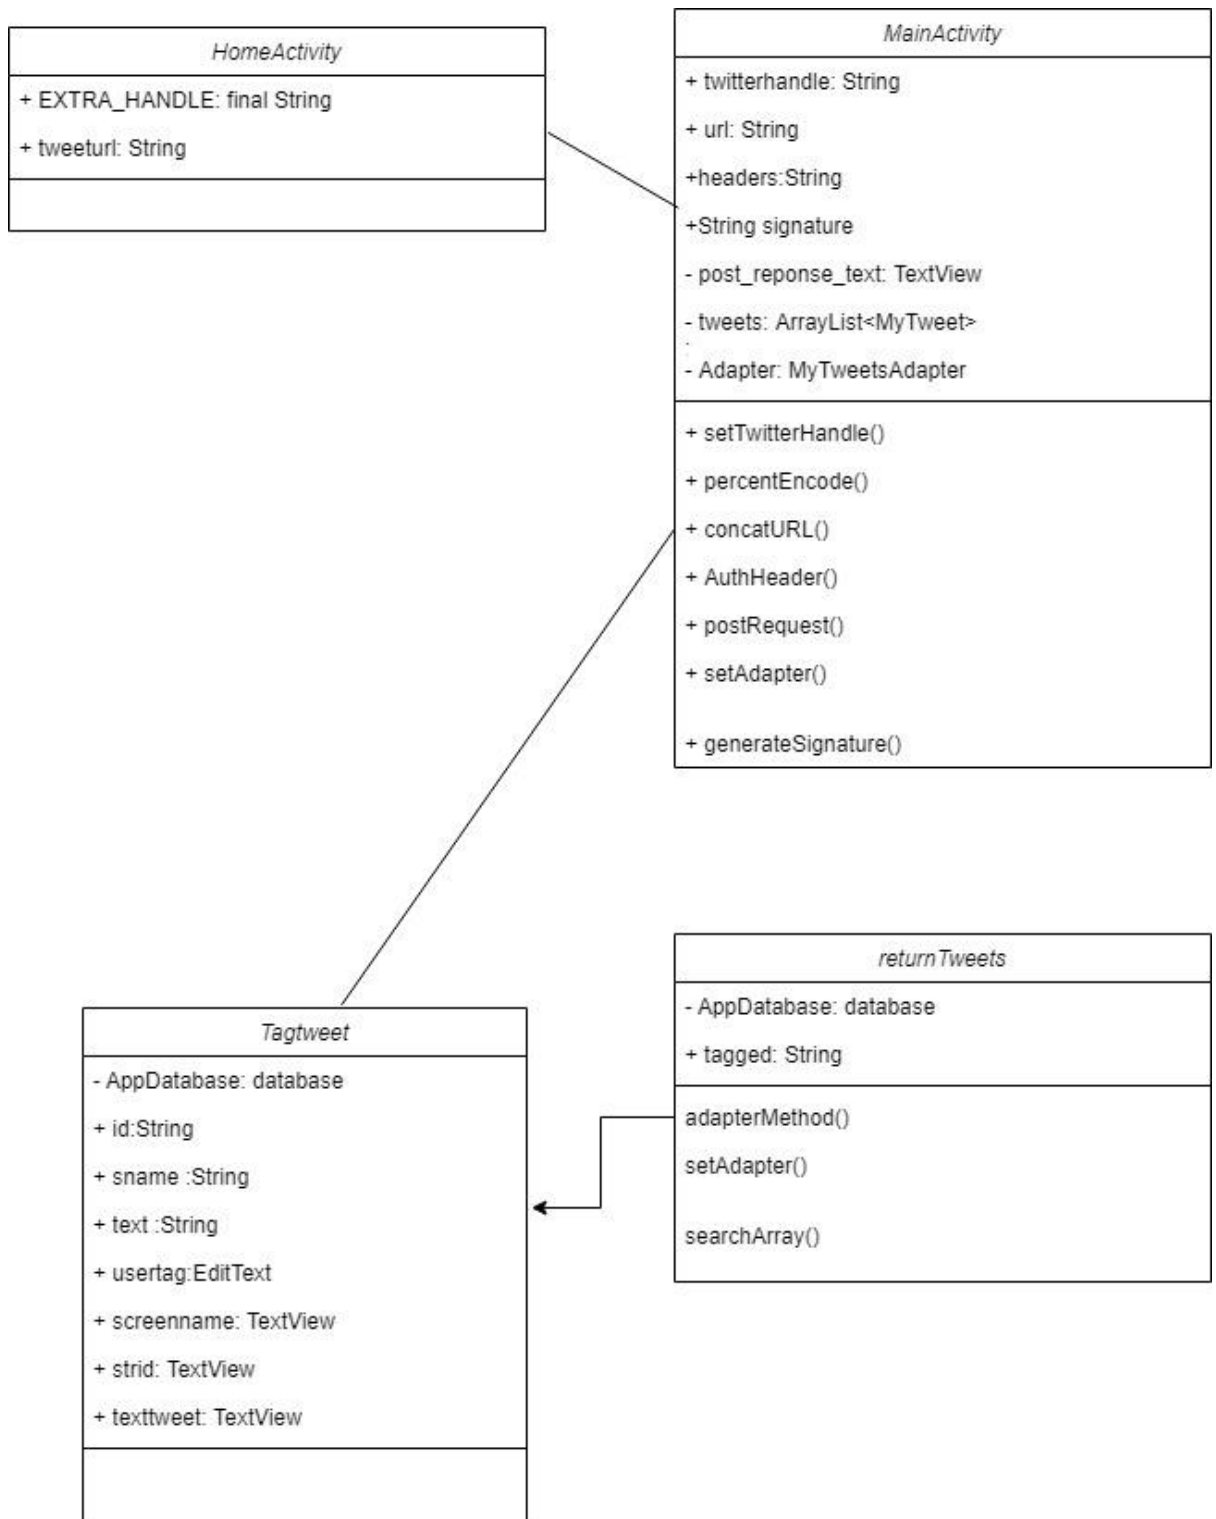 HomeActivity
+ EXTRA_HANDLE: final String
+ tweeturl: String
MainActivity
+ twitterhandle: String
+ url: String
+headers:String
+String signature
- post_reponse_text: TextView
- tweets: ArrayList<MyTweet>
:
- Adapter: MyTweetsAdapter
+ setTwitterHandle()
+ percentEncode()
+ concatURL()
+ AuthHeader()
+ postRequest()
+ setAdapter()
+ generateSignature()
Tagtweet
- AppDatabase: database
+ id:String
+ sname :String
+ text :String
+ usertag:EditText
+ screenname: TextView
+ strid: TextView
+ texttweet: TextView
returnTweets
- AppDatabase: database
+ tagged: String
adapterMethod()
setAdapter()
searchArray()